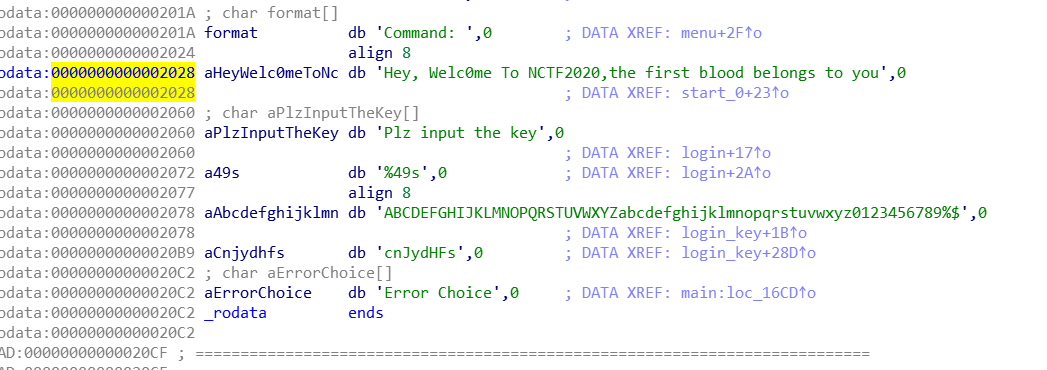 odata:000000000000201A ; char format[]
odata:000000000000201A format db 'Command: ',0 ; DATA XREF: menu+2F↑o
odata:0000000000002024 align 8
odata:0000000000002028 aHeyWelc0meToNc db 'Hey, Welc0me To NCTF2020,the first blood belongs to you',0
odata:0000000000002028 ; DATA XREF: start_0+23↑o
odata:0000000000002060 ; char aPlzInputTheKey[]
odata:0000000000002060 aPlzInputTheKey db 'Plz input the key',0
odata:0000000000002060 ; DATA XREF: login+17↑o
odata:0000000000002072 a49s db '%49s',0 ; DATA XREF: login+2A↑o
odata:0000000000002077 align 8
odata:0000000000002078 aAbcdefghijklmn db 'ABCDEFGHIJKLMNOPQRSTUVWXYZabcdefghijklmnopqrstuvwxyz0123456789%$',0
odata:0000000000002078 ; DATA XREF: login_key+1B↑o
odata:00000000000020B9 aCnjydhfs db 'cnJydHFs',0 ; DATA XREF: login_key+28D↑o
odata:00000000000020C2 ; char aErrorChoice[]
odata:00000000000020C2 aErrorChoice db 'Error Choice',0 ; DATA XREF: main:loc_16CD↑o
odata:00000000000020C2 _rodata ends
odata:00000000000020C2
AD:00000000000020CF ; ===========================================================================